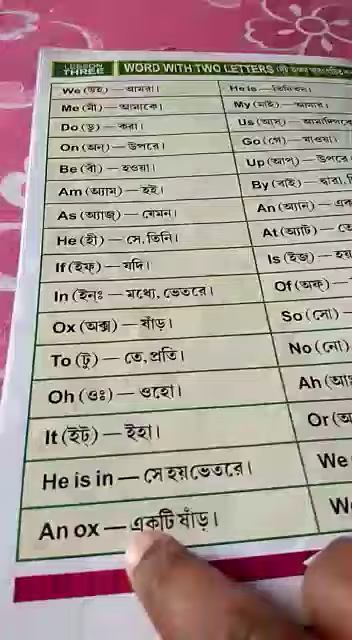 LESSON THREE WORD WITH TWO LETTERS
We (উই) — আমরা। He is — তিনি হন।
Me (মী) — আমাকে। My (মাই) — আমার।
Do (ডু) — করা। Us (আস্)
On (অন্) — উপরে। Go (গো) — যাওয়া।
Be (বী) — হওয়া। Up (আপ্) — উপরে
Am (অ্যাম্) — হই। By (বাই) — দ্বারা,
As (অ্যাজ্) — যেমন। An (অ্যান্)
He (হী) — সে, তিনি। At (অ্যাট্)
If (ইফ্) — যদি। Is (ইজ্) — হয়
In (ইনঃ — মধ্যে, ভেতরে। Of (অফ্) —
Ox (অক্স) — ষাঁড়। So (সো) —
To (টু) — তে, প্রতি। No (নো)
Oh (ওঃ) — ওহো। Ah
It (ইট্) — ইহা। Or
He is in — সে হয় ভেতরে। We
An ox — একটি ষাঁড়।